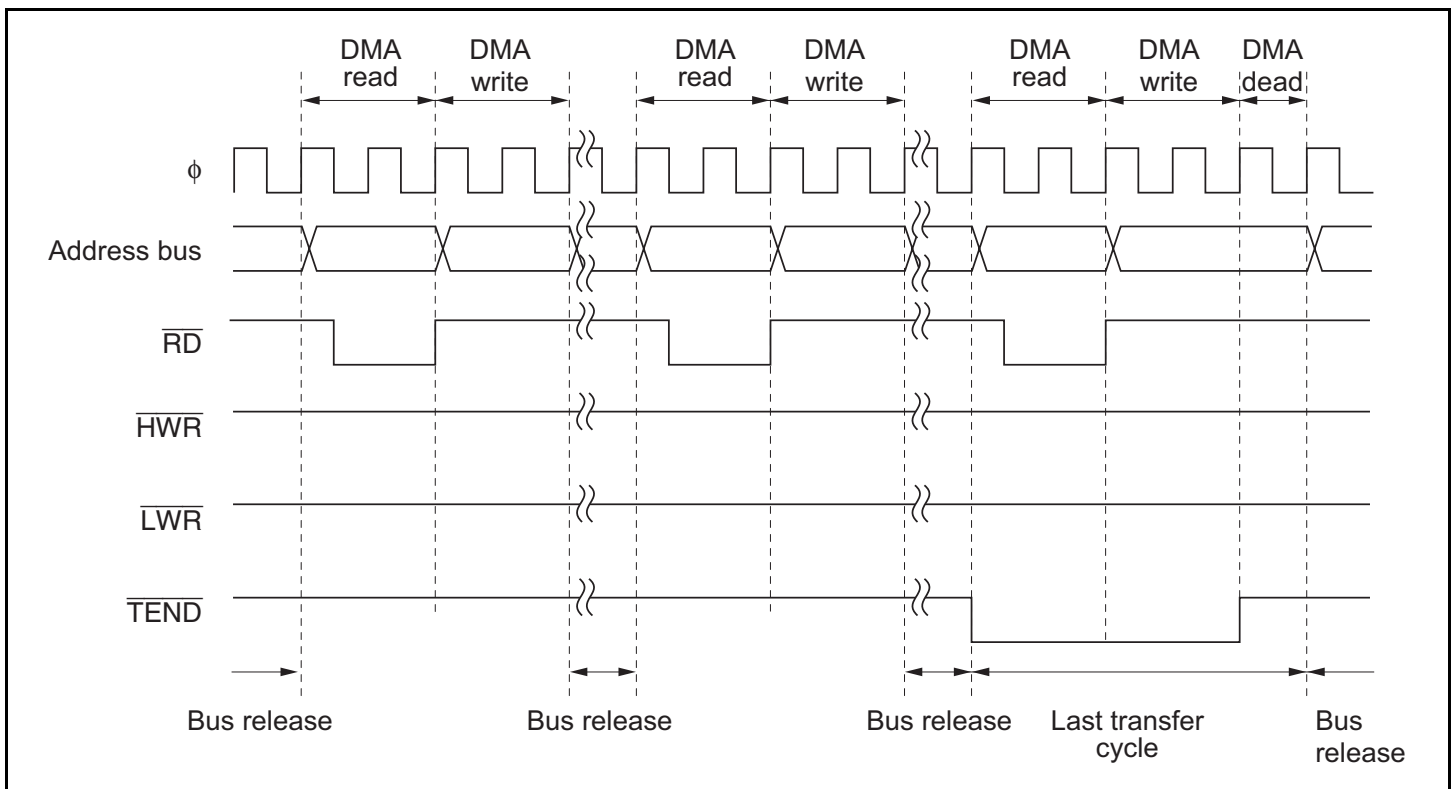 DMA read
DMA write
DMA read
DMA write
DMA read
DMA write
DMA dead
ϕ
Address bus
RD
HWR
LWR
TEND
Bus release
Bus release
Bus release
Last transfer cycle
Bus release